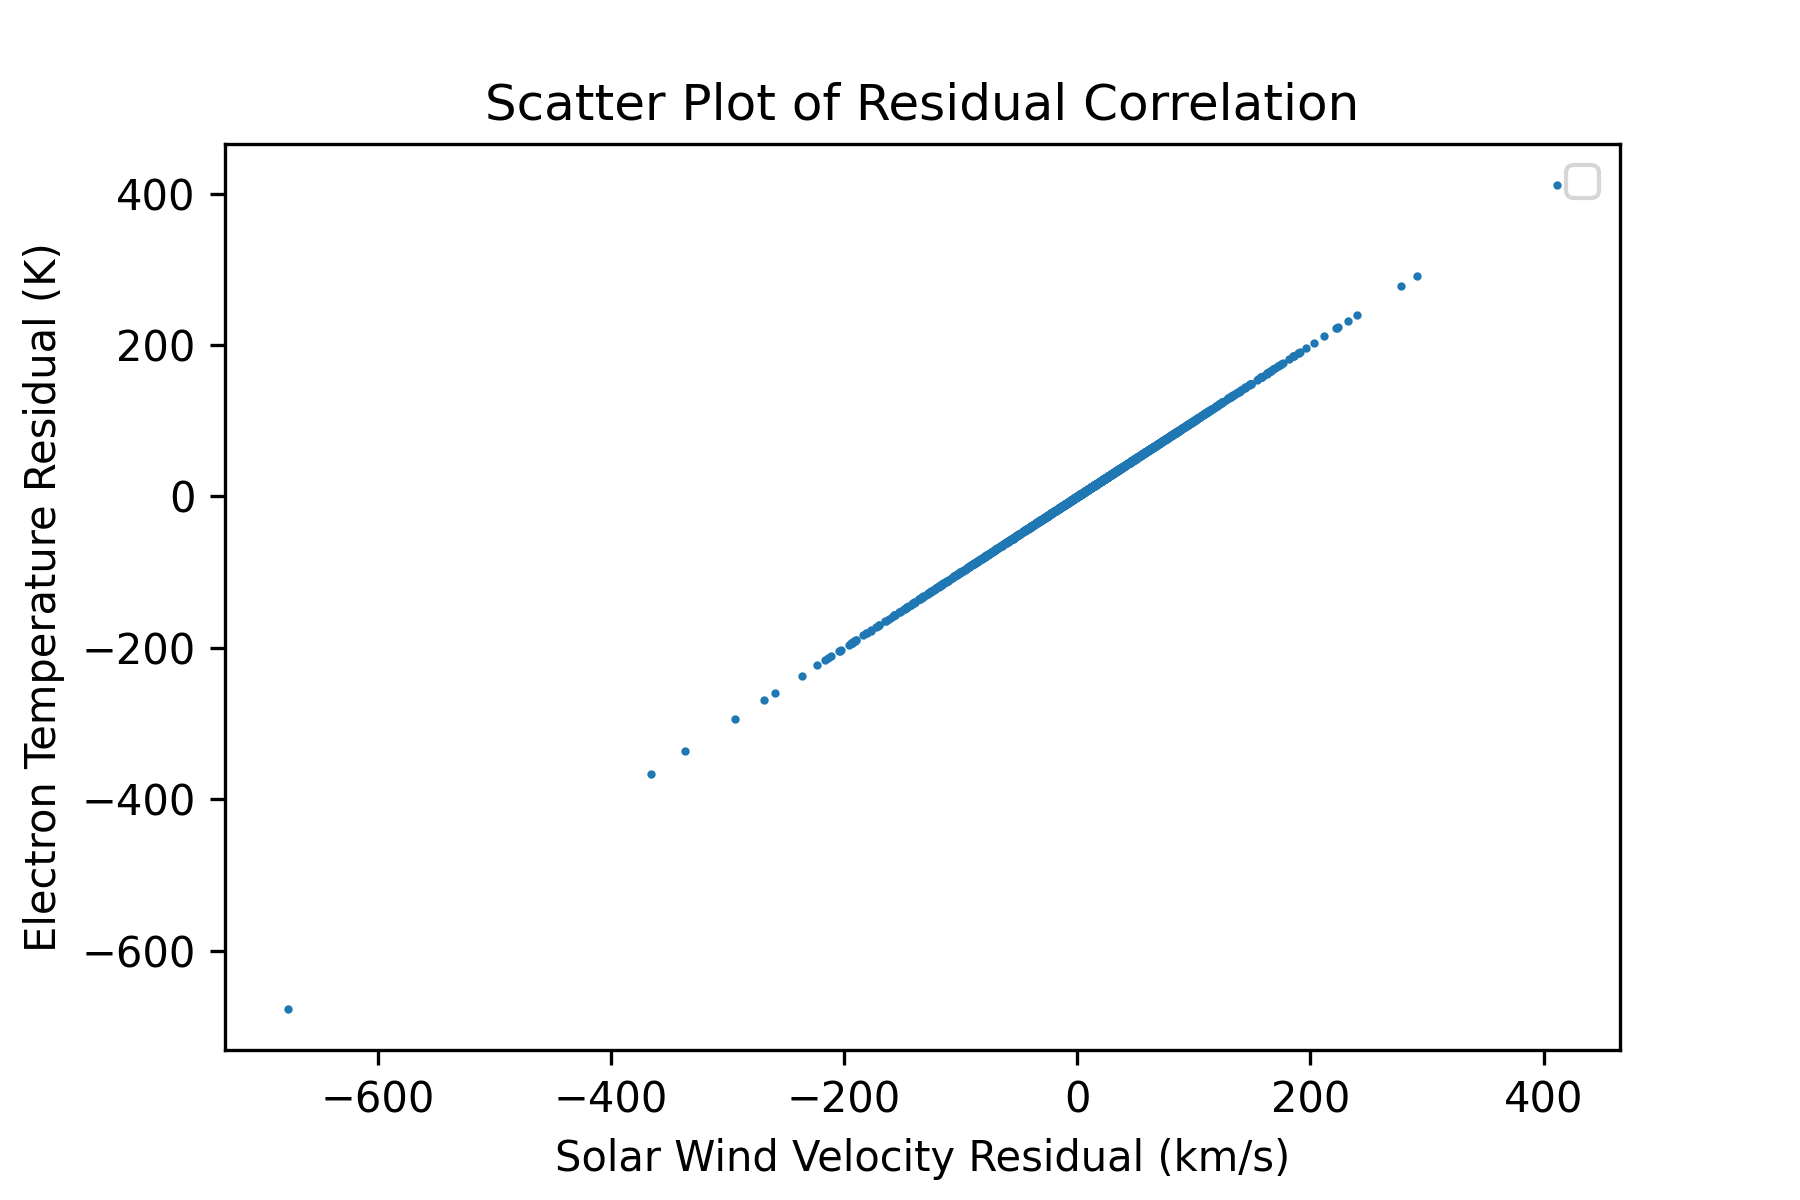 Scatter Plot of Residual Correlation
400
200
0
−200
−400
−600
Electron Temperature Residual (K)
−600 −400 −200 0 200 400
Solar Wind Velocity Residual (km/s)